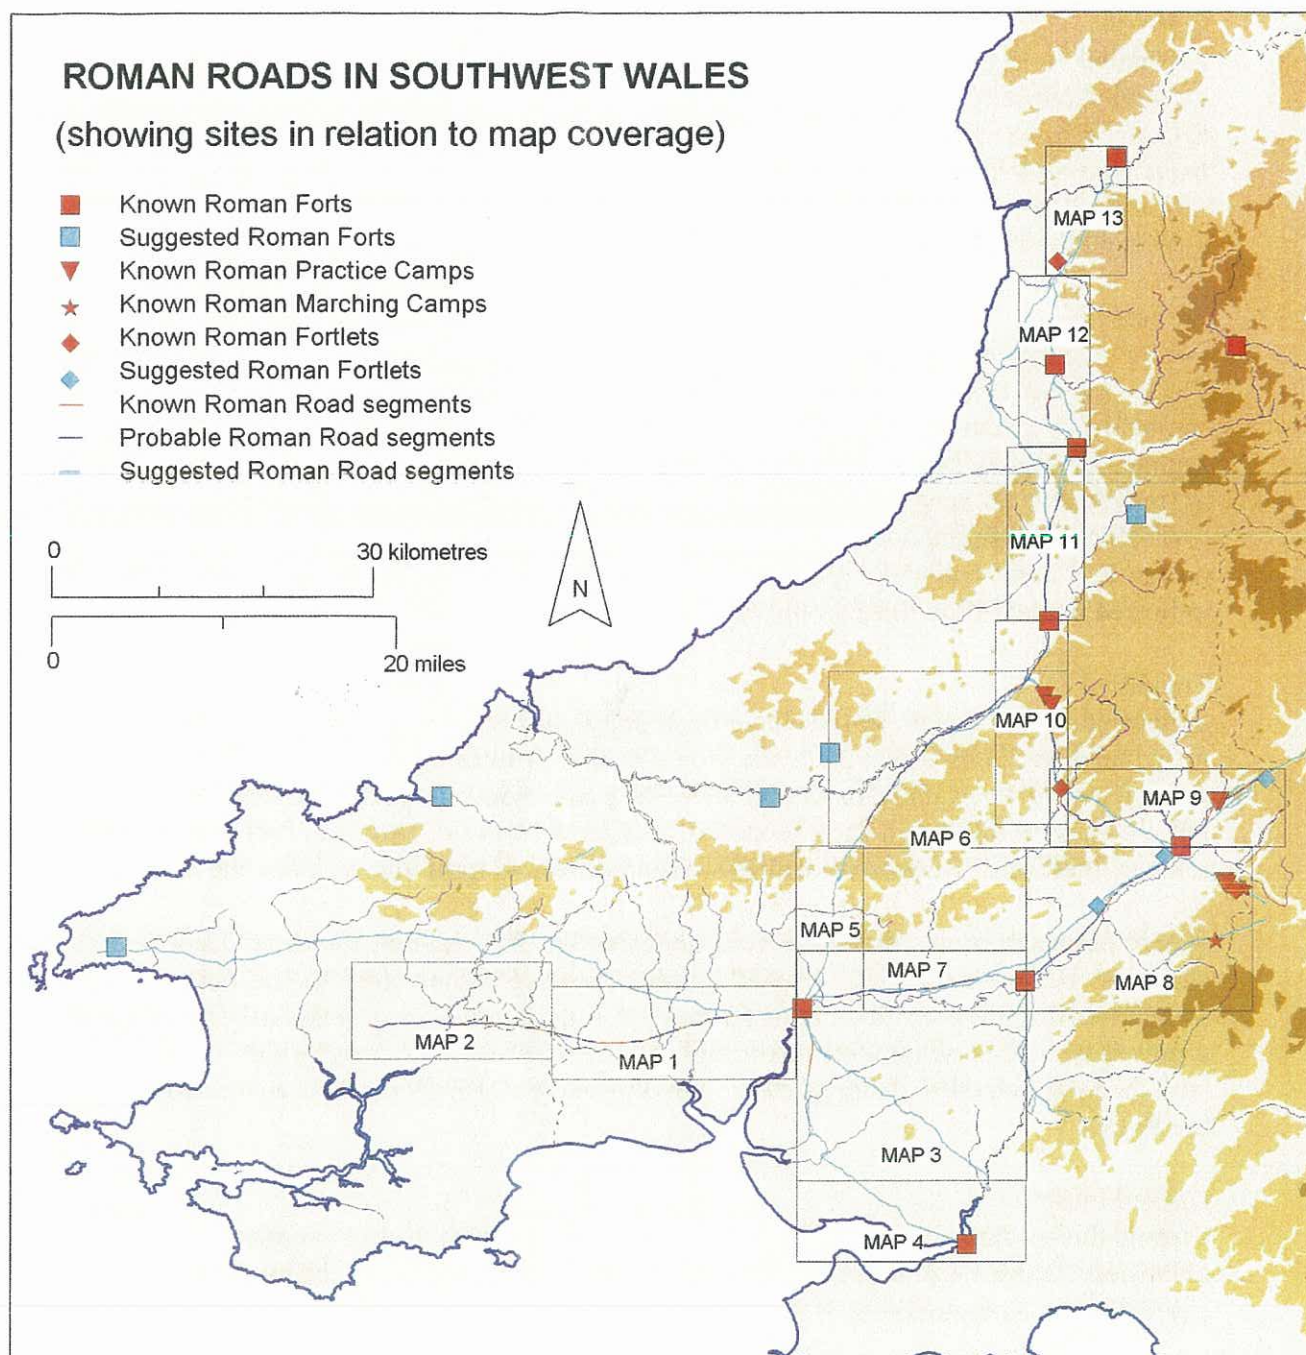 ROMAN ROADS IN SOUTHWEST WALES
(showing sites in relation to map coverage)
Known Roman Forts
Suggested Roman Forts
Known Roman Practice Camps
Known Roman Marching Camps
Known Roman Fortlets
Suggested Roman Fortlets
Known Roman Road segments
Probable Roman Road segments
Suggested Roman Road segments
0
30 kilometres
N
0
20 miles
MAP 13
MAP 12
MAP 11
MAP 10
MAP 9
MAP 6
MAP 5
MAP 7
MAP 8
MAP 2
MAP 1
MAP 3
MAP 4